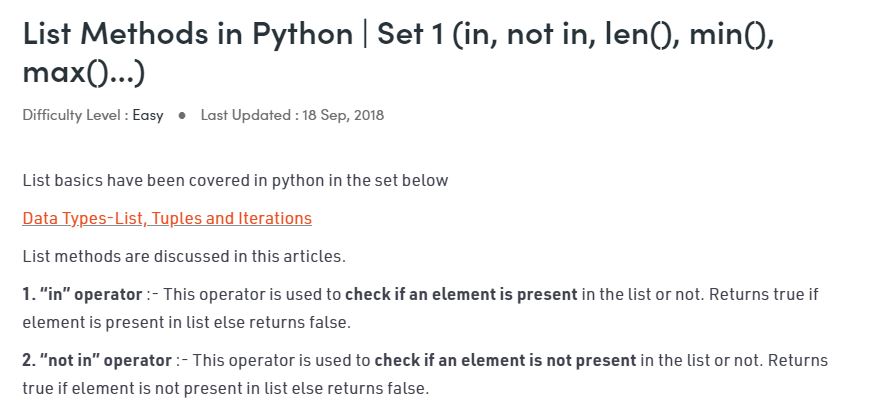 List Methods in Python | Set 1 (in, not in, len(), min(),
max()...)
Difficulty Level : Easy ● Last Updated : 18 Sep, 2018
List basics have been covered in python in the set below
Data Types-List, Tuples and Iterations
List methods are discussed in this articles.
1. “in” operator :- This operator is used to check if an element is present in the list or not. Returns true if
element is present in list else returns false.
2. “not in” operator :- This operator is used to check if an element is not present in the list or not. Returns
true if element is not present in list else returns false.